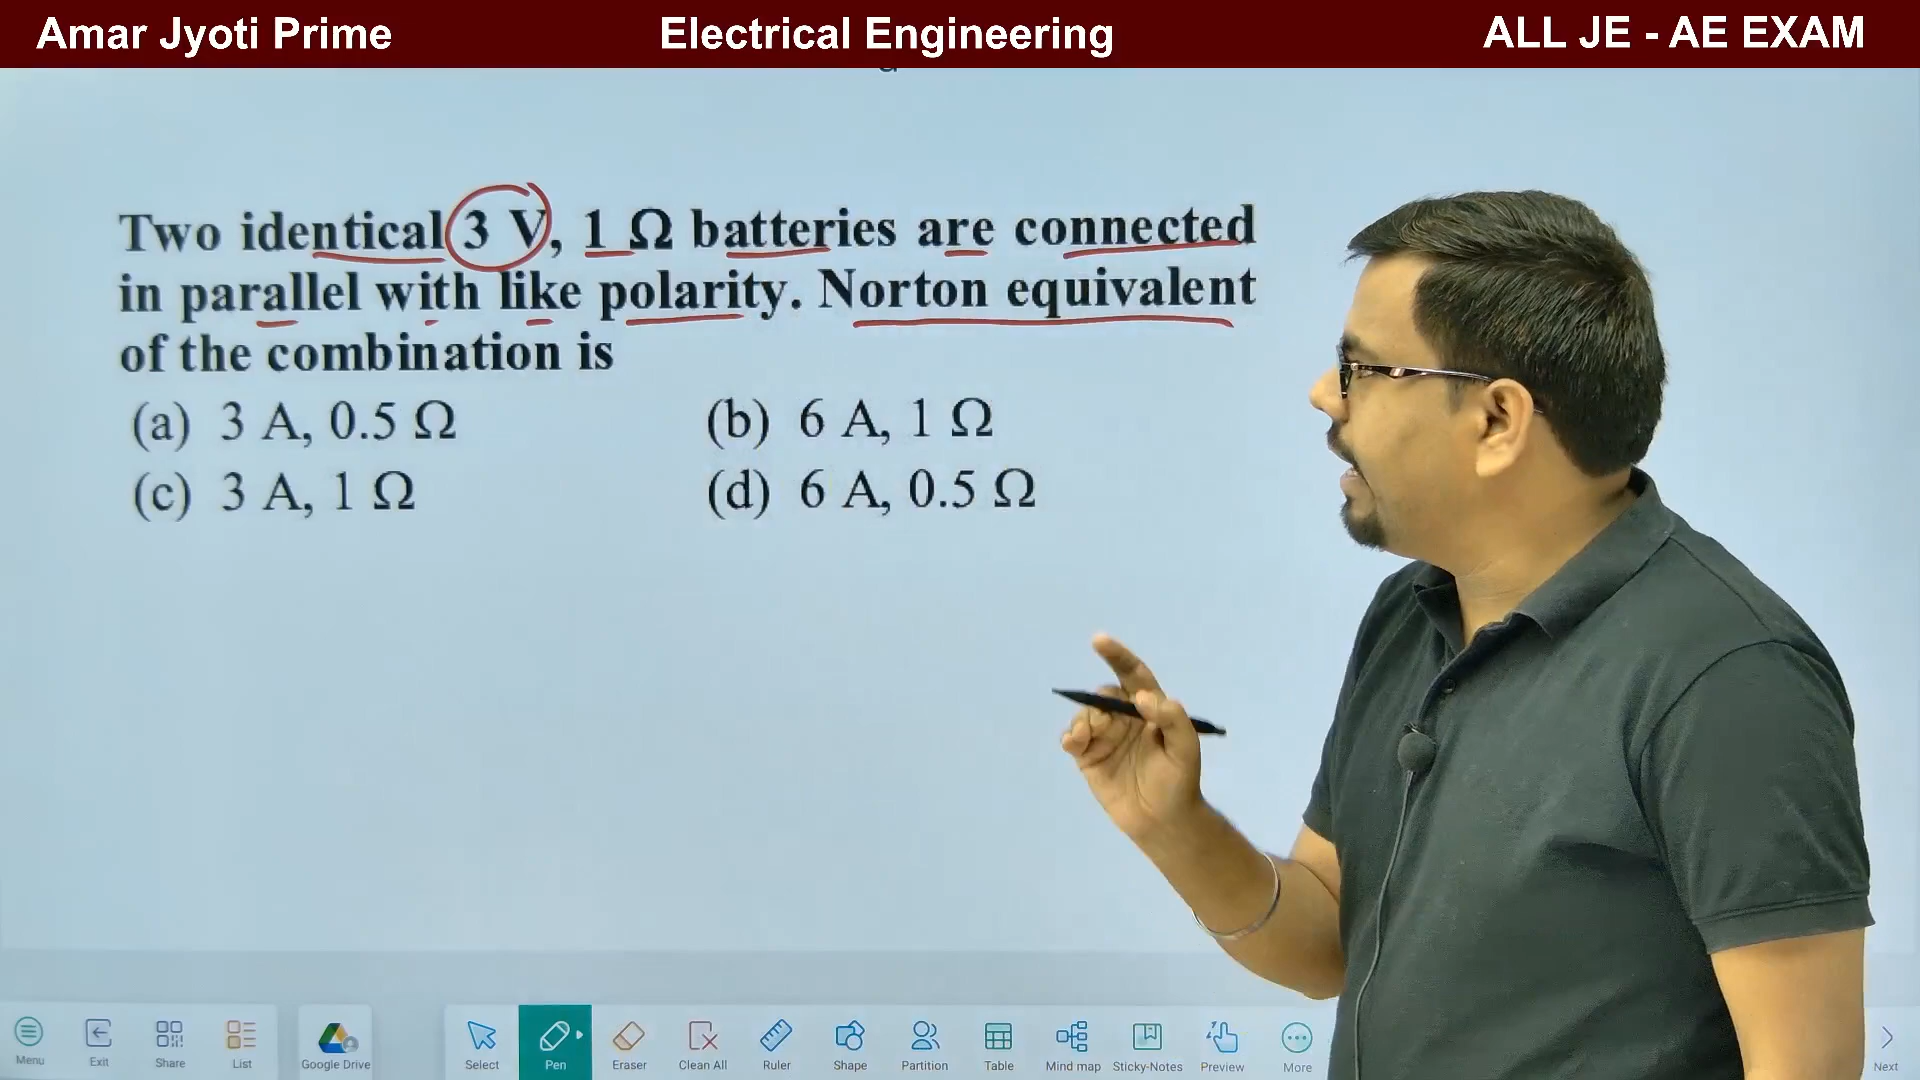 Amar Jyoti Prime
Electrical Engineering
ALL JE - AE EXAM
Two identical 3 V, 1 Ω batteries are connected
in parallel with like polarity. Norton equivalent
of the combination is
(a) 3 A, 0.5 Ω
(b) 6 A, 1 Ω
(c) 3 A, 1 Ω
(d) 6 A, 0.5 Ω
Menu
Exit
Share
List
Google Drive
Select
Pen
Eraser
Clean All
Ruler
Shape
Partition
Table
Mind map
Sticky-Notes
Preview
More
Next